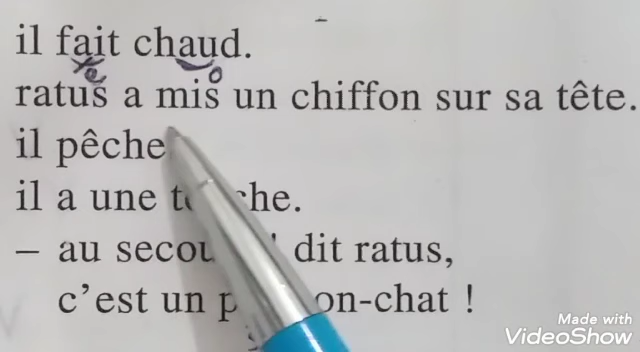 il fait chaud.
ratus a mis un chiffon sur sa tête.
il pêche
il a une che.
– au secou ! dit ratus,
c'est un p on-chat !
Made with
VideoShow